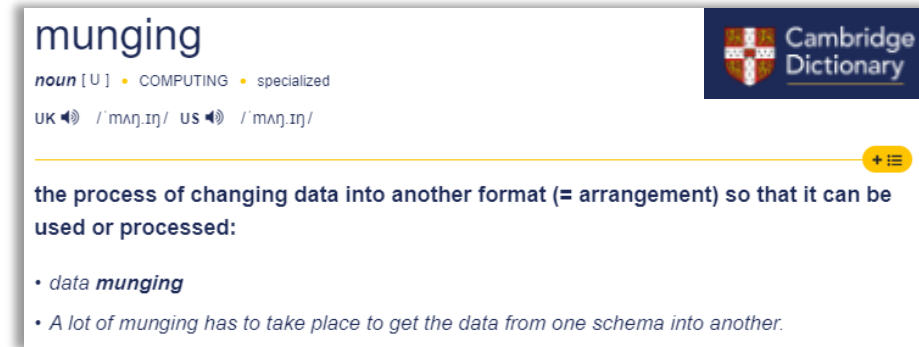 munging
Cambridge
Dictionary
noun [ U ] • COMPUTING • specialized
UK /ˈmʌŋ.ɪŋ/ US /ˈmʌŋ.ɪŋ/
+
the process of changing data into another format (= arrangement) so that it can be
used or processed:
• data munging
• A lot of munging has to take place to get the data from one schema into another.